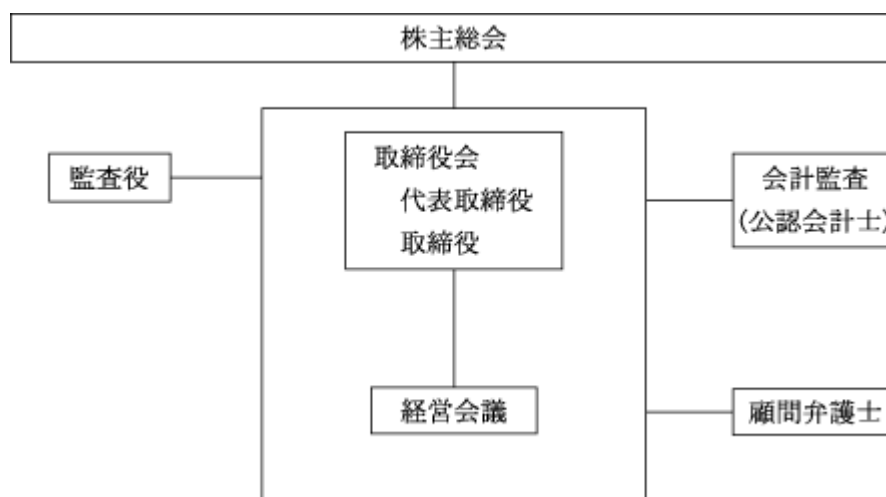 株主総会
監査役
取締役会
代表取締役
取締役
会計監査
(公認会計士)
経営会議
顧問弁護士